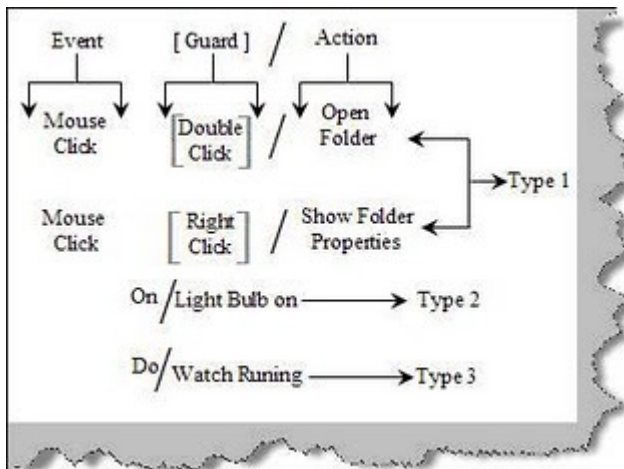 Event [ Guard ] / Action
Mouse Click [Double Click] / Open Folder
Type 1
Mouse Click [Right Click] / Show Folder Properties
On / Light Bulb on Type 2
Do / Watch Runing Type 3